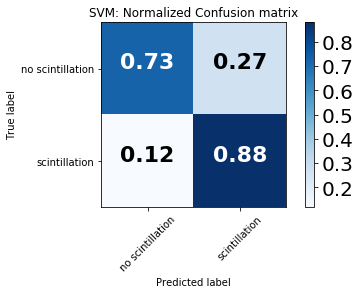 SVM: Normalized Confusion matrix
True label
no scintillation
0.73 0.27
scintillation
0.12 0.88
no scintillation
scintillation
Predicted label
0.8
0.7
0.6
0.5
0.4
0.3
0.2